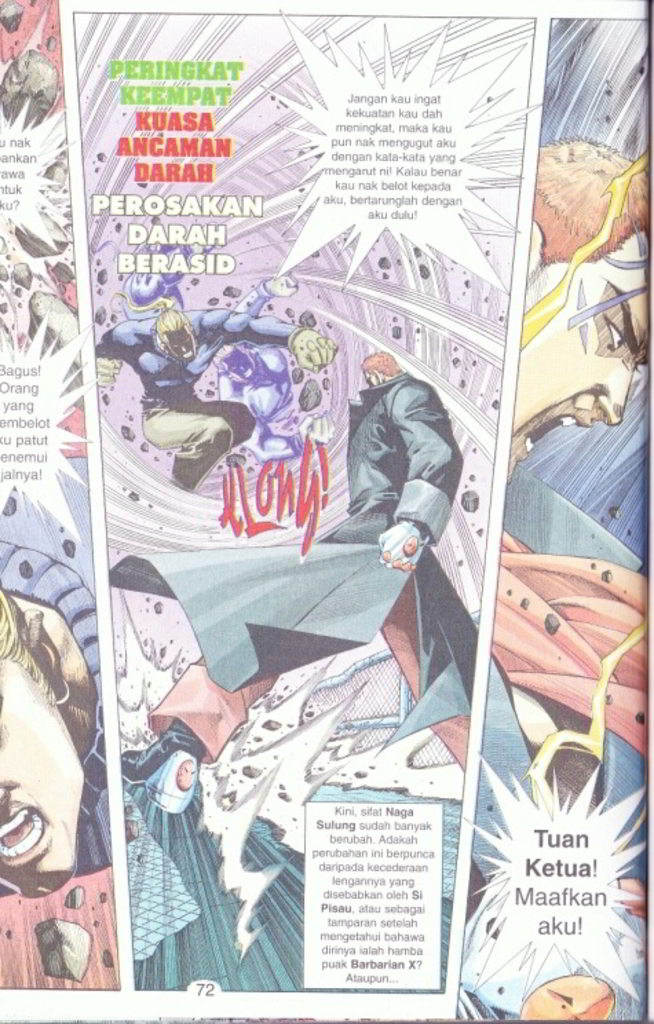 u nak
ankan
awa
ntuk
ku?
Bagus!
Orang
yang
embelot
ku patut
enemui
jalnya!
PERINGKAT
KEEMPAT
KUASA
ANCAMAN
DARAH
PEROSAKAN
DARAH
BERASID
Jangan kau ingat
kekuatan kau dah
meningkat, maka kau
pun nak mengugut aku
dengan kata-kata yang
mengarut ni! Kalau benar
kau nak belot kepada
aku, bertarunglah dengan
aku dulu!
KLONG!
Kini, sifat Naga
Sulung sudah banyak
berubah. Adakah
perubahan ini berpunca
daripada kecederaan
lengannya yang
disebabkan oleh Si
Pisau, atau sebagai
tamparan setelah
mengetahui bahawa
dirinya ialah hamba
puak Barbarian X?
Ataupun...
Tuan
Ketua!
Maafkan
aku!
72